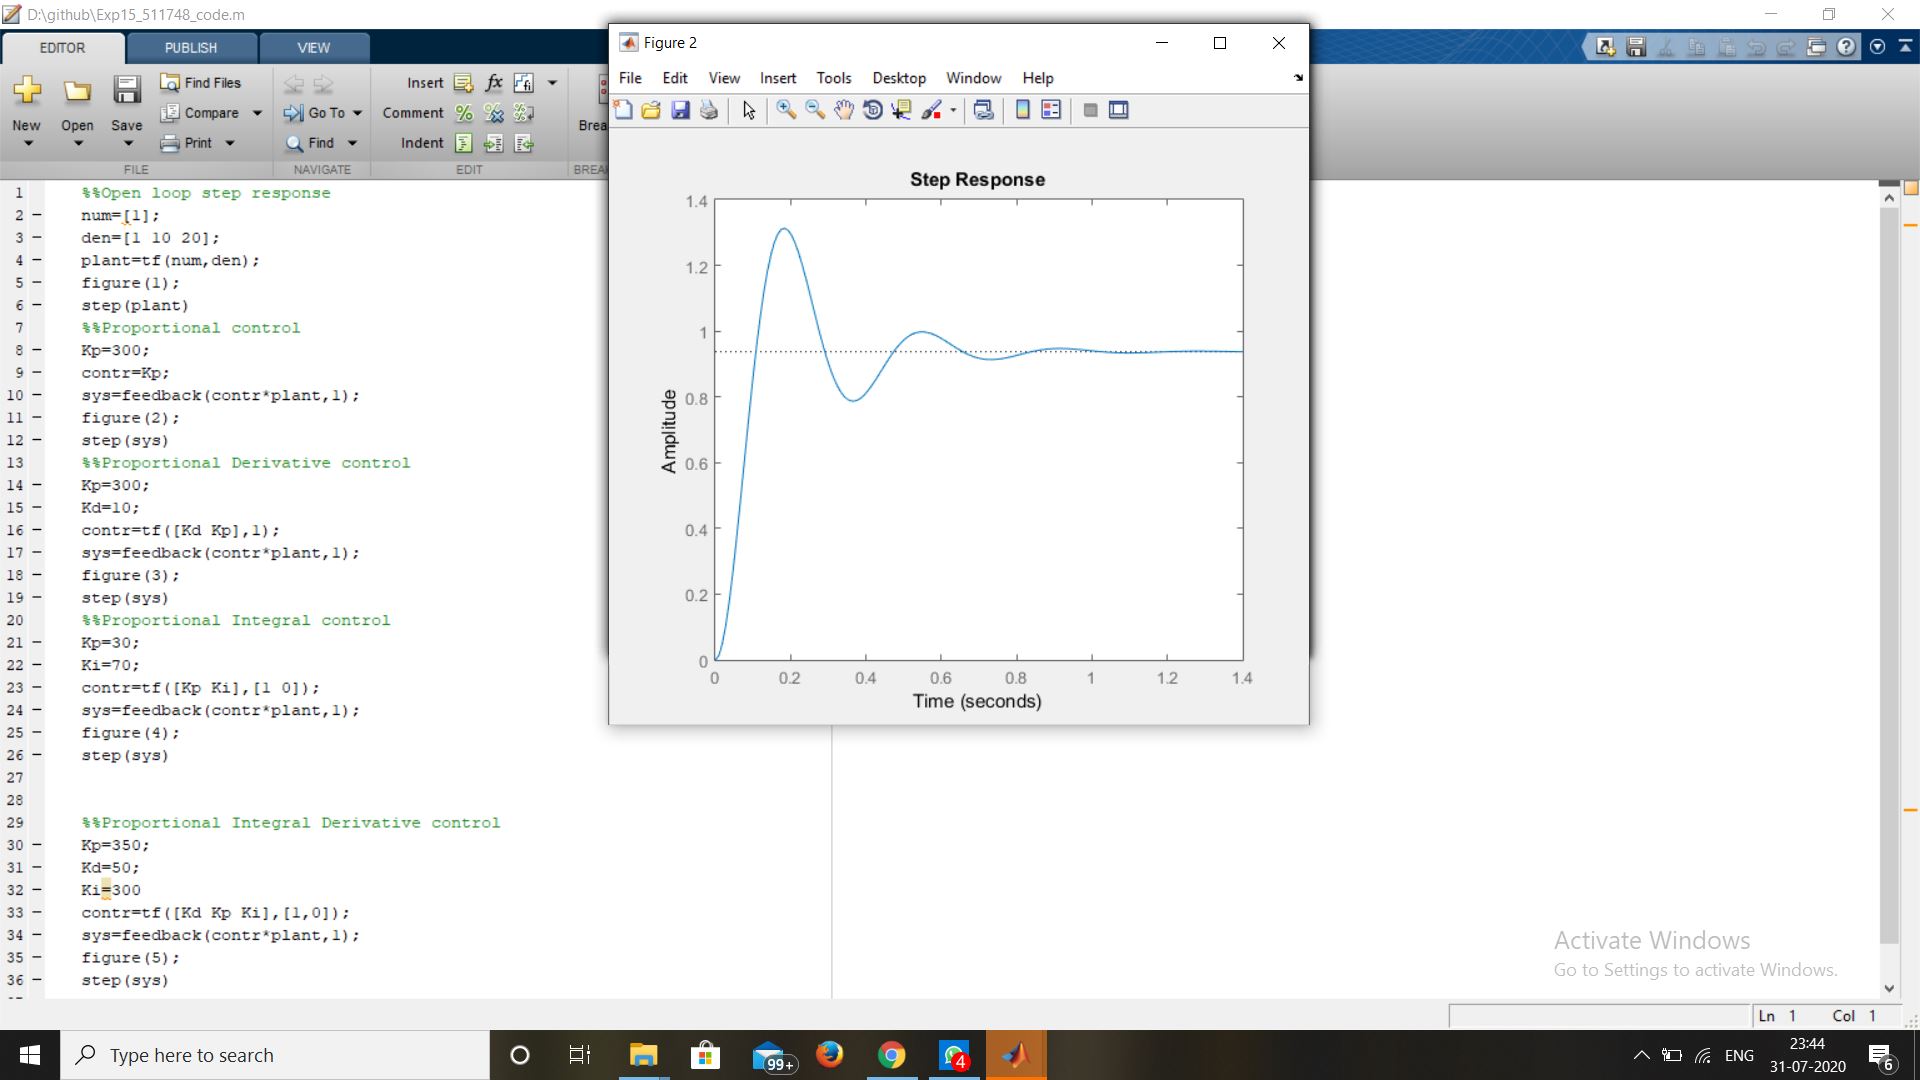 D:\github\Exp15_511748_code.m
EDITOR PUBLISH VIEW
New Open Save
Find Files
Compare
Print
FILE
Go To
Find
NAVIGATE
Insert fx
Comment
Indent
EDIT
Brea
BREA
Figure 2
File Edit View Insert Tools Desktop Window Help
Step Response
1.4
1.2
1
0.8
0.6
0.4
0.2
0
Amplitude
0 0.2 0.4 0.6 0.8 1 1.2 1.4
Time (seconds)
1 %%Open loop step response
2 – num=[1];
3 – den=[1 10 20];
4 – plant=tf(num,den);
5 – figure(1);
6 – step(plant)
7 %%Proportional control
8 – Kp=300;
9 – contr=Kp;
10 – sys=feedback(contr*plant,1);
11 – figure(2);
12 – step(sys)
13 %%Proportional Derivative control
14 – Kp=300;
15 – Kd=10;
16 – contr=tf([Kd Kp],1);
17 – sys=feedback(contr*plant,1);
18 – figure(3);
19 – step(sys)
20 %%Proportional Integral control
21 – Kp=30;
22 – Ki=70;
23 – contr=tf([Kp Ki],[1 0]);
24 – sys=feedback(contr*plant,1);
25 – figure(4);
26 – step(sys)
27
28
29 %%Proportional Integral Derivative control
30 – Kp=350;
31 – Kd=50;
32 – Ki=300
33 – contr=tf([Kd Kp Ki],[1,0]);
34 – sys=feedback(contr*plant,1);
35 – figure(5);
36 – step(sys)
Activate Windows
Go to Settings to activate Windows.
Ln 1 Col 1
Type here to search
99+
4
ENG
23:44
31-07-2020
6